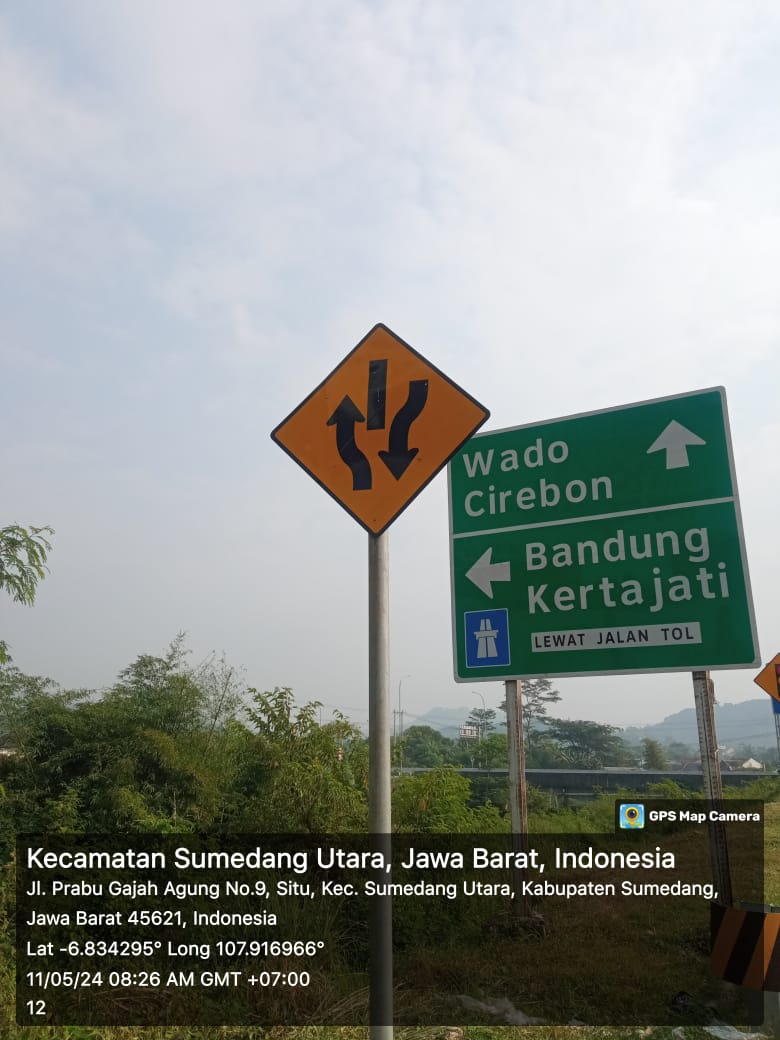 Wado
Cirebon
Bandung
Kertajati
LEWAT JALAN TOL
GPS Map Camera
Kecamatan Sumedang Utara, Jawa Barat, Indonesia
Jl. Prabu Gajah Agung No.9, Situ, Kec. Sumedang Utara, Kabupaten Sumedang,
Jawa Barat 45621, Indonesia
Lat -6.834295° Long 107.916966°
11/05/24 08:26 AM GMT +07:00
12